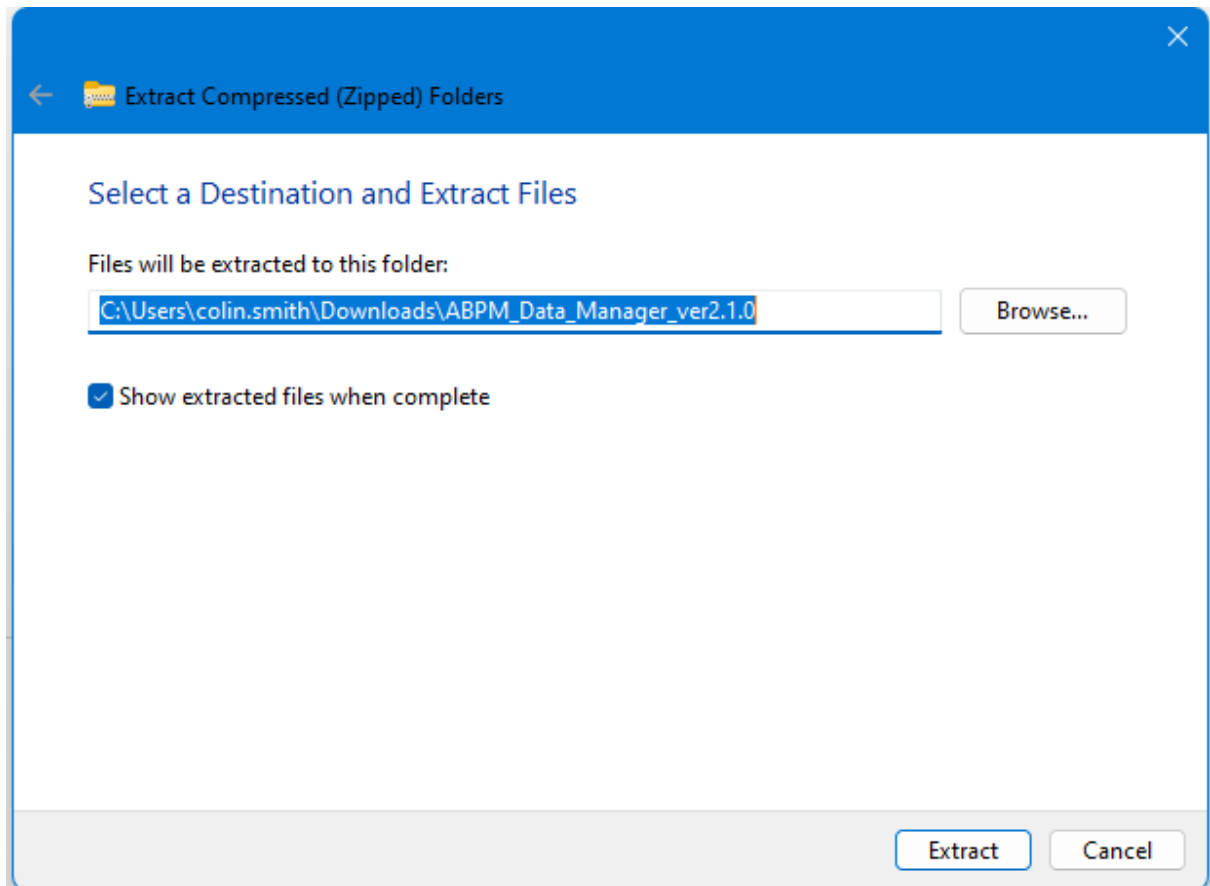 Extract Compressed (Zipped) Folders
Select a Destination and Extract Files
Files will be extracted to this folder:
C:\Users\colin.smith\Downloads\ABPM_Data_Manager_ver2.1.0
Browse...
Show extracted files when complete
Extract
Cancel